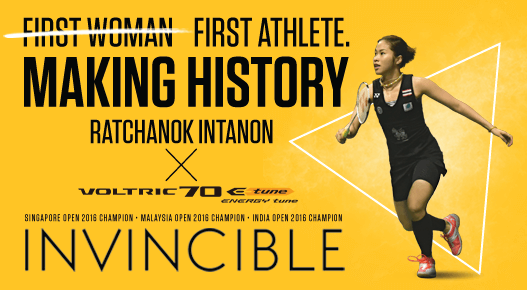 FIRST WOMAN FIRST ATHLETE.
MAKING HISTORY
RATCHANOK INTANON
VOLTRIC 70 E tune
ENERGY tune
SINGAPORE OPEN 2016 CHAMPION • MALAYSIA OPEN 2016 CHAMPION • INDIA OPEN 2016 CHAMPION
INVINCIBLE